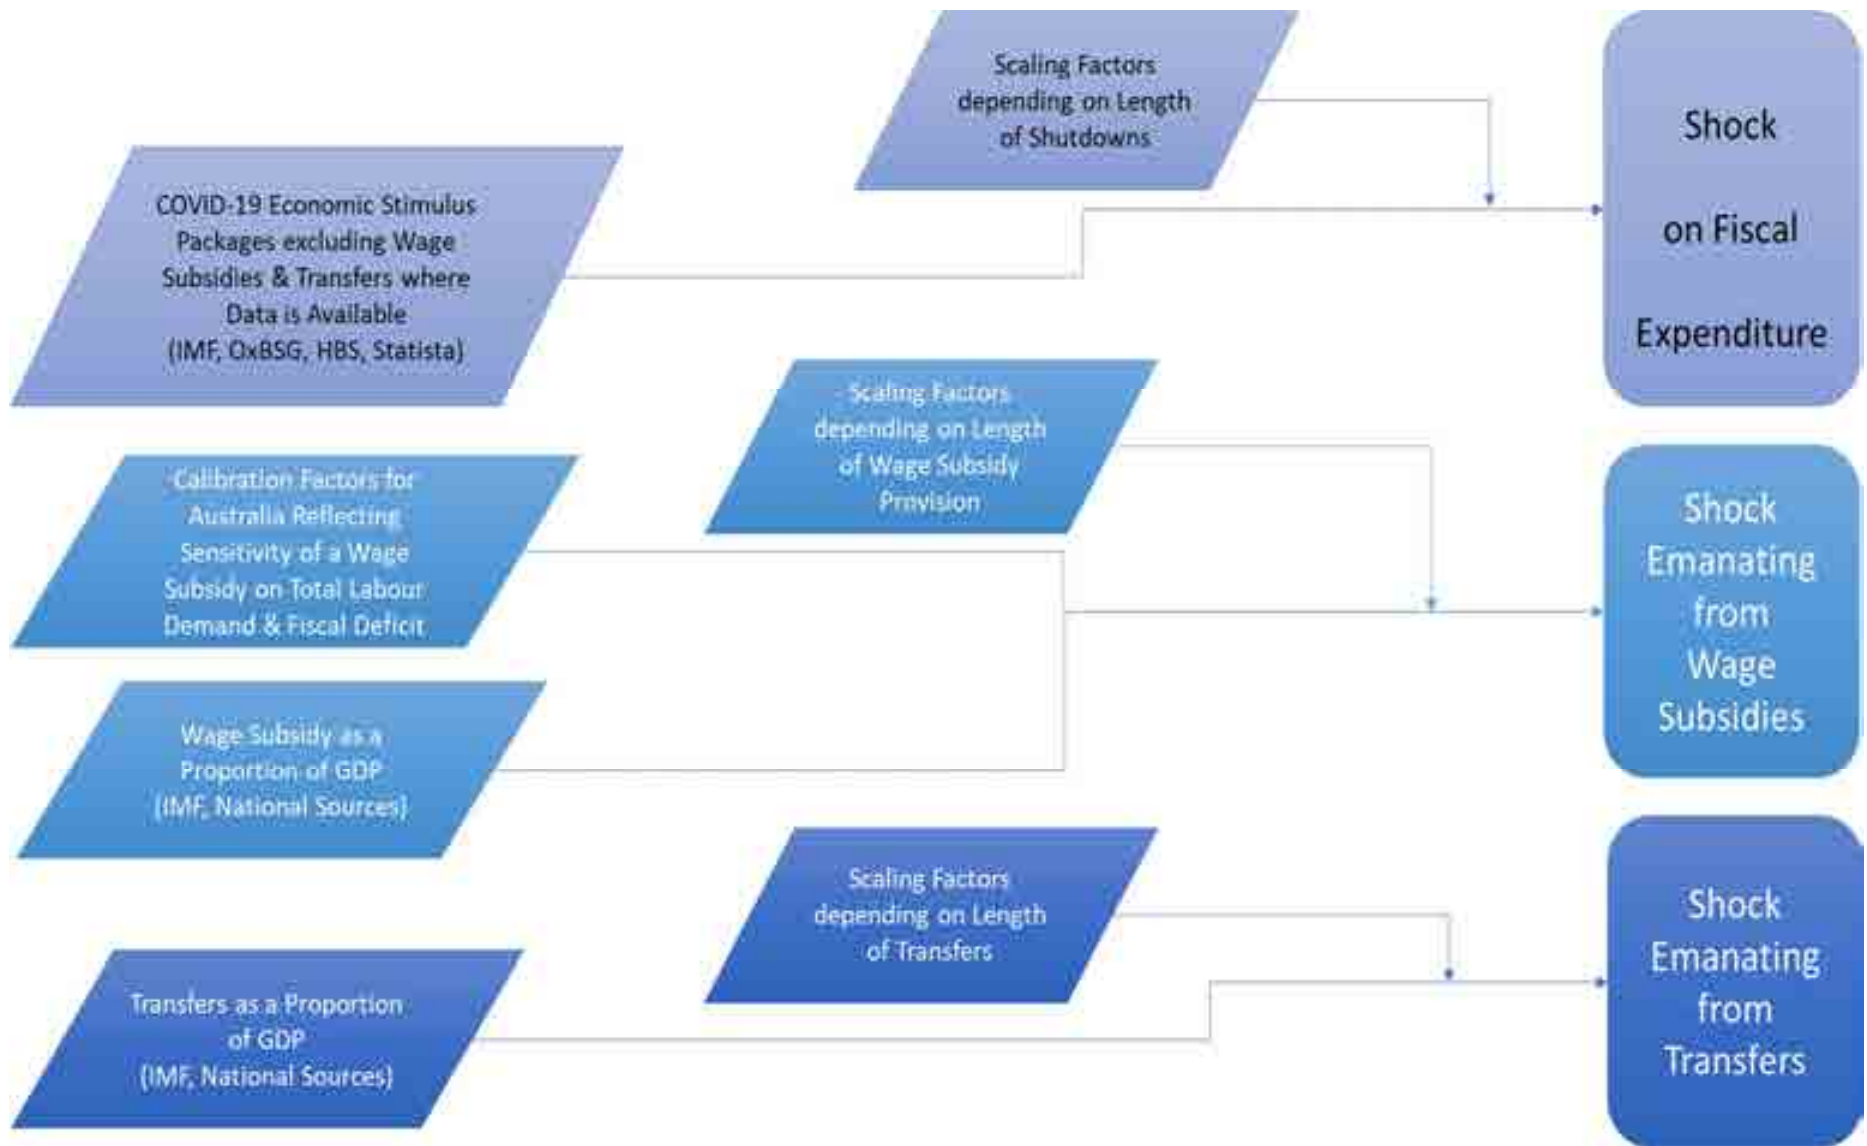 Scaling Factors
depending on Length
of Shutdowns
Shock
on Fiscal
Expenditure
COVID-19 Economic Stimulus
Packages excluding Wage
Subsidies & Transfers where
Data is Available
(IMF, OxBSG, HBS, Statista)
Scaling Factors
depending on Length
of Wage Subsidy
Provision
Calibration Factors for
Australia Reflecting
Sensitivity of a Wage
Subsidy on Total Labour
Demand & Fiscal Deficit
Shock
Emanating
from
Wage
Subsidies
Wage Subsidy as a
Proportion of GDP
(IMF, National Sources)
Scaling Factors
depending on Length
of Transfers
Shock
Emanating
from
Transfers
Transfers as a Proportion
of GDP
(IMF, National Sources)